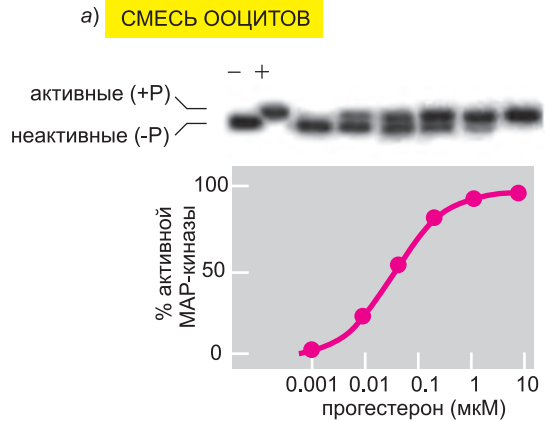 а) СМЕСЬ ООЦИТОВ
– +
активные (+Р)
неактивные (-Р)
100
50
0
% активной
МАР-киназы
0.001 0.01 0.1 1 10
прогестерон (мкМ)